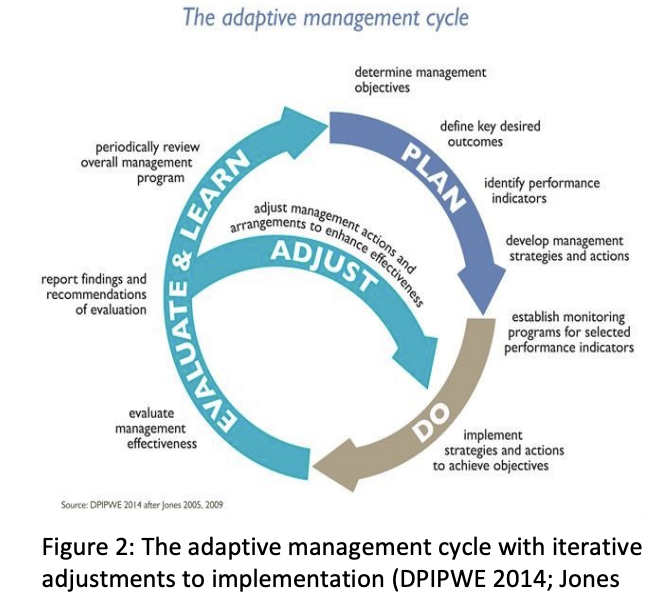 The adaptive management cycle
determine management
objectives
define key desired
outcomes
identify performance
indicators
develop management
strategies and actions
PLAN
establish monitoring
programs for selected
performance indicators
implement
strategies and actions
to achieve objectives
DO
evaluate
management
effectiveness
report findings and
recommendations
of evaluation
periodically review
overall management
program
EVALUATE & LEARN
adjust management actions and
arrangements to enhance effectiveness
ADJUST
Source: DPIPWE 2014 after Jones 2005, 2009
Figure 2: The adaptive management cycle with iterative
adjustments to implementation (DPIPWE 2014; Jones